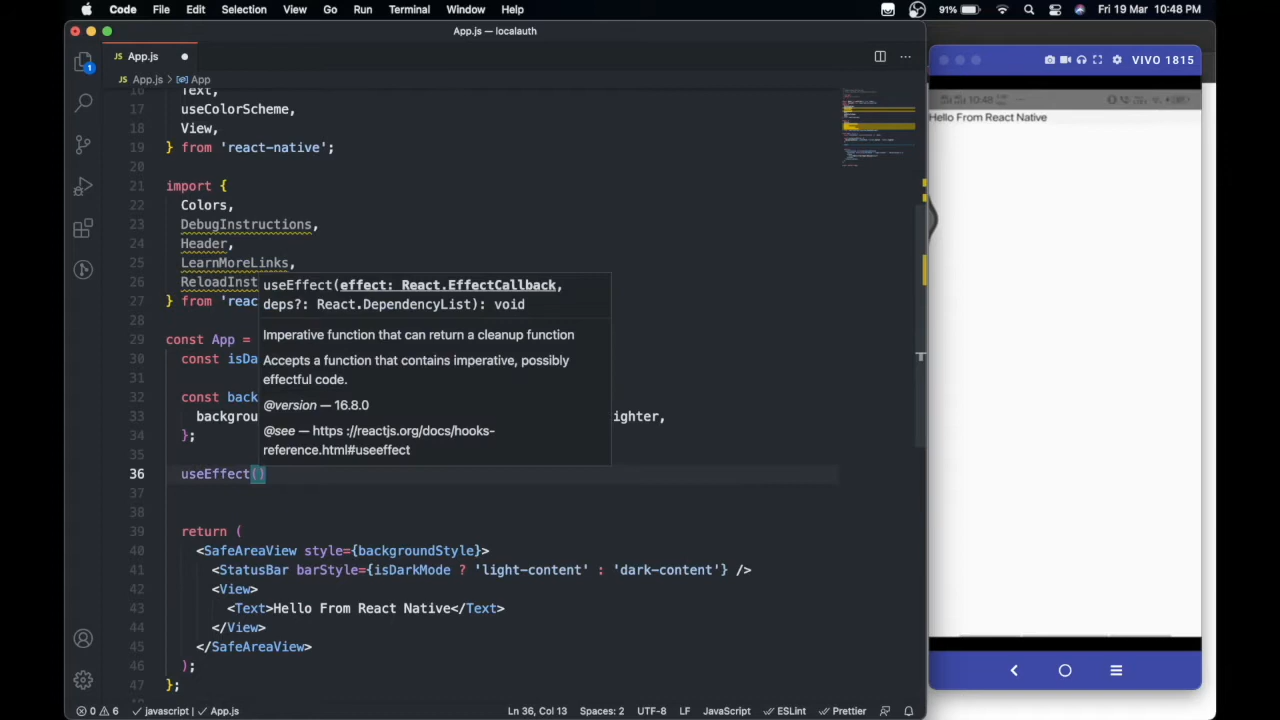 Code File Edit Selection View Go Run Terminal Window Help 91% Fri 19 Mar 10:48 PM
App.js — localauth
JS App.js
VIVO 1815
JS App.js > App
16 Text,
17 useColorScheme,
18 View,
19 } from 'react-native';
20
21 import {
22 Colors,
23 DebugInstructions,
24 Header,
25 LearnMoreLinks,
26 ReloadInst
27 } from 'reac
28
29 const App =
30 const isDa
31
32 const back
33 backgrou ighter,
34 };
useEffect(effect: React.EffectCallback,
deps?: React.DependencyList): void
Imperative function that can return a cleanup function
Accepts a function that contains imperative, possibly
effectful code.
@version — 16.8.0
@see — https ://reactjs.org/docs/hooks-
reference.html#useeffect
36 useEffect()
37
38
39 return (
40 <SafeAreaView style={backgroundStyle}>
41 <StatusBar barStyle={isDarkMode ? 'light-content' : 'dark-content'} />
42 <View>
43 <Text>Hello From React Native</Text>
44 </View>
45 </SafeAreaView>
46 );
47 };
10:48
Hello From React Native
0 6 javascript | App.js Ln 36, Col 13 Spaces: 2 UTF-8 LF JavaScript ESLint Prettier